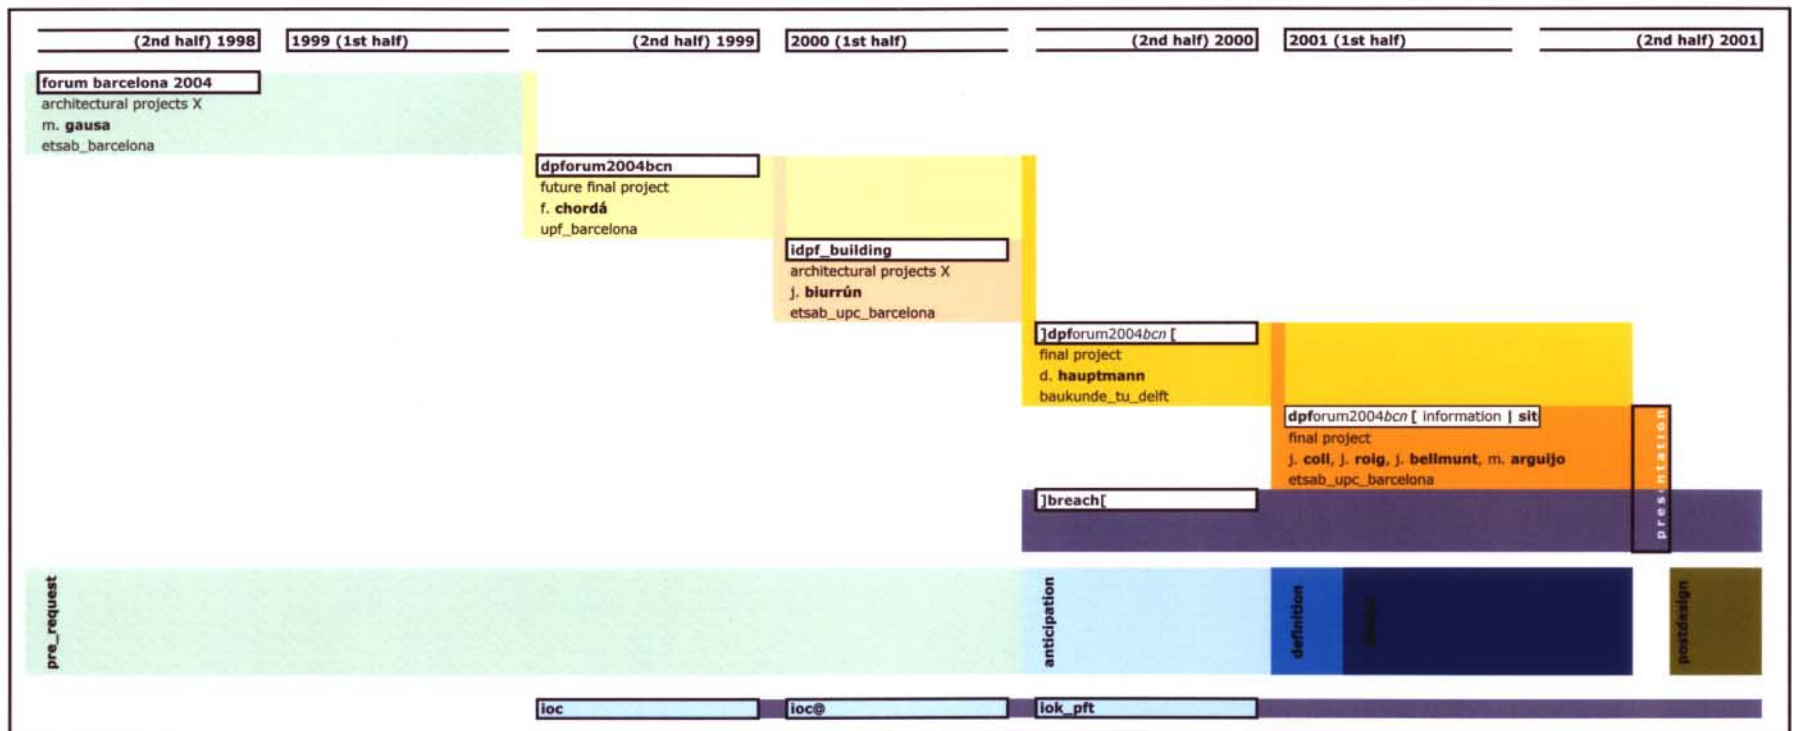 (2nd half) 1998
1999 (1st half)
(2nd half) 1999
2000 (1st half)
(2nd half) 2000
2001 (1st half)
(2nd half) 2001
forum barcelona 2004
architectural projects X
m. gausa
etsab_barcelona
dpforum2004bcn
future final project
f. chordá
upf_barcelona
idpf_building
architectural projects X
j. biurrún
etsab_upc_barcelona
]dpforum2004bcn [
final project
d. hauptmann
baukunde_tu_delft
dpforum2004bcn [ information | sit
final project
j. coll, j. roig, j. bellmunt, m. arguijo
etsab_upc_barcelona
presentation
]breach[
pre_request
anticipation
definition
postdesign
ioc
ioc@
iok_pft